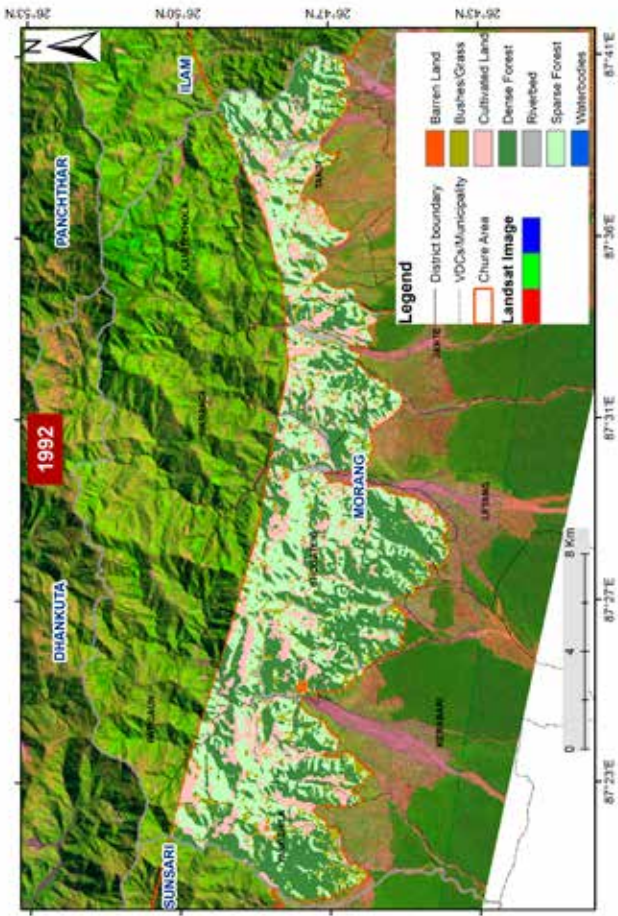 1992
N
DHANKUTA
PANCHTHAR
ILAM
SUNSARI
MORANG
KERABARI
LETANG
26°53'N
26°50'N
26°47'N
26°43'N
87°23'E
87°27'E
87°31'E
87°36'E
87°41'E
0 4 8 Km
Legend
District boundary
VDCs/Municipality
Chure Area
Landsat Image
Barren Land
Bushes/Grass
Cultivated Land
Dense Forest
Riverbed
Sparse Forest
Waterbodies